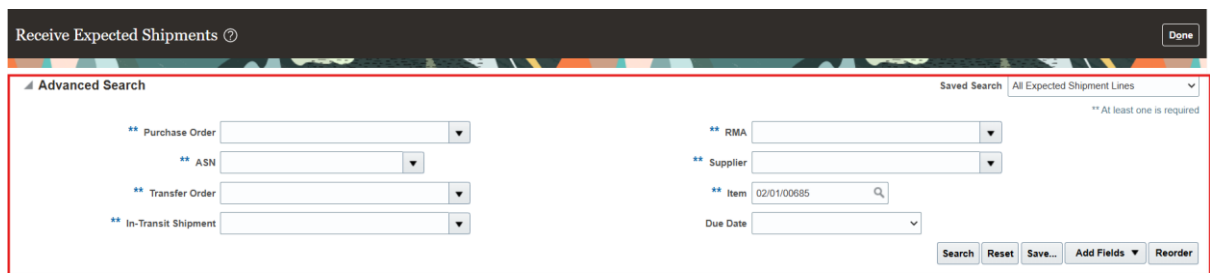 Receive Expected Shipments ?
Done
Advanced Search
Saved Search All Expected Shipment Lines
** At least one is required
** Purchase Order
** RMA
** ASN
** Supplier
** Transfer Order
** Item 02/01/00685
** In-Transit Shipment
Due Date
Search Reset Save... Add Fields Reorder